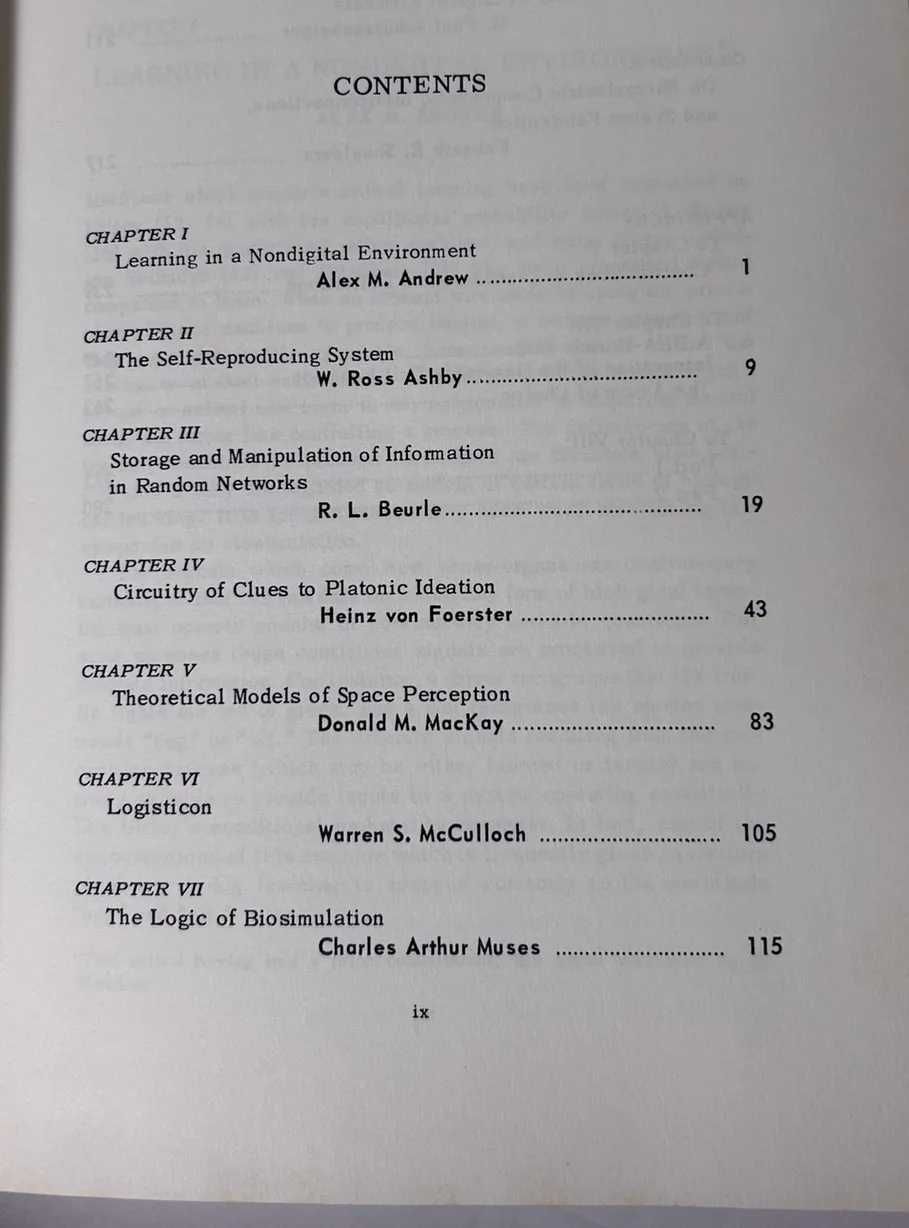 CONTENTS
CHAPTER I
Learning in a Nondigital Environment
Alex M. Andrew .................................... 1
CHAPTER II
The Self-Reproducing System
W. Ross Ashby..................................... 9
CHAPTER III
Storage and Manipulation of Information
in Random Networks
R. L. Beurle.......................................... 19
CHAPTER IV
Circuitry of Clues to Platonic Ideation
Heinz von Foerster ............................... 43
CHAPTER V
Theoretical Models of Space Perception
Donald M. MacKay ................................. 83
CHAPTER VI
Logisticon
Warren S. McCulloch .............................. 105
CHAPTER VII
The Logic of Biosimulation
Charles Arthur Muses ............................ 115
ix